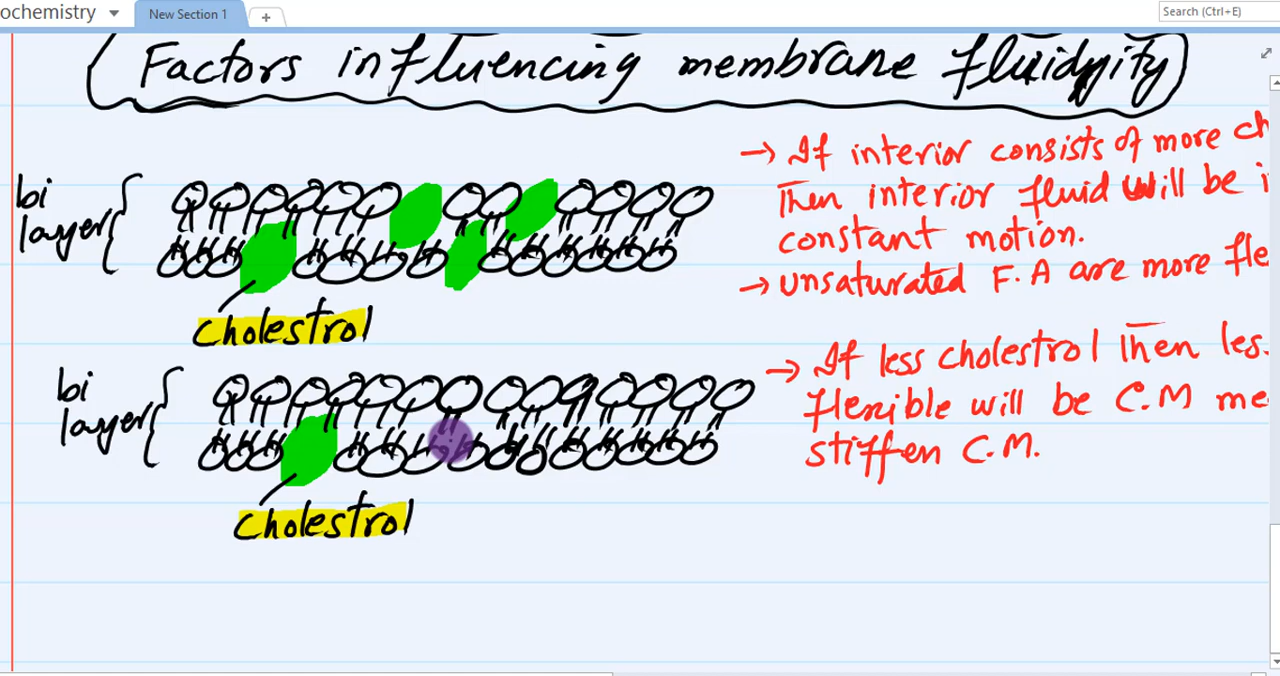 ochemistry
New Section 1
+
Search (Ctrl+E)
Factors influencing membrane fluidyity
bi
layer
cholestrol
bi
layer
cholestrol
→ If interior consists of more ch
Then interior fluid will be i
constant motion.
→ unsaturated F.A are more fle
→ If less cholestrol Then les
flexible will be C.M me
stiffen C.M.